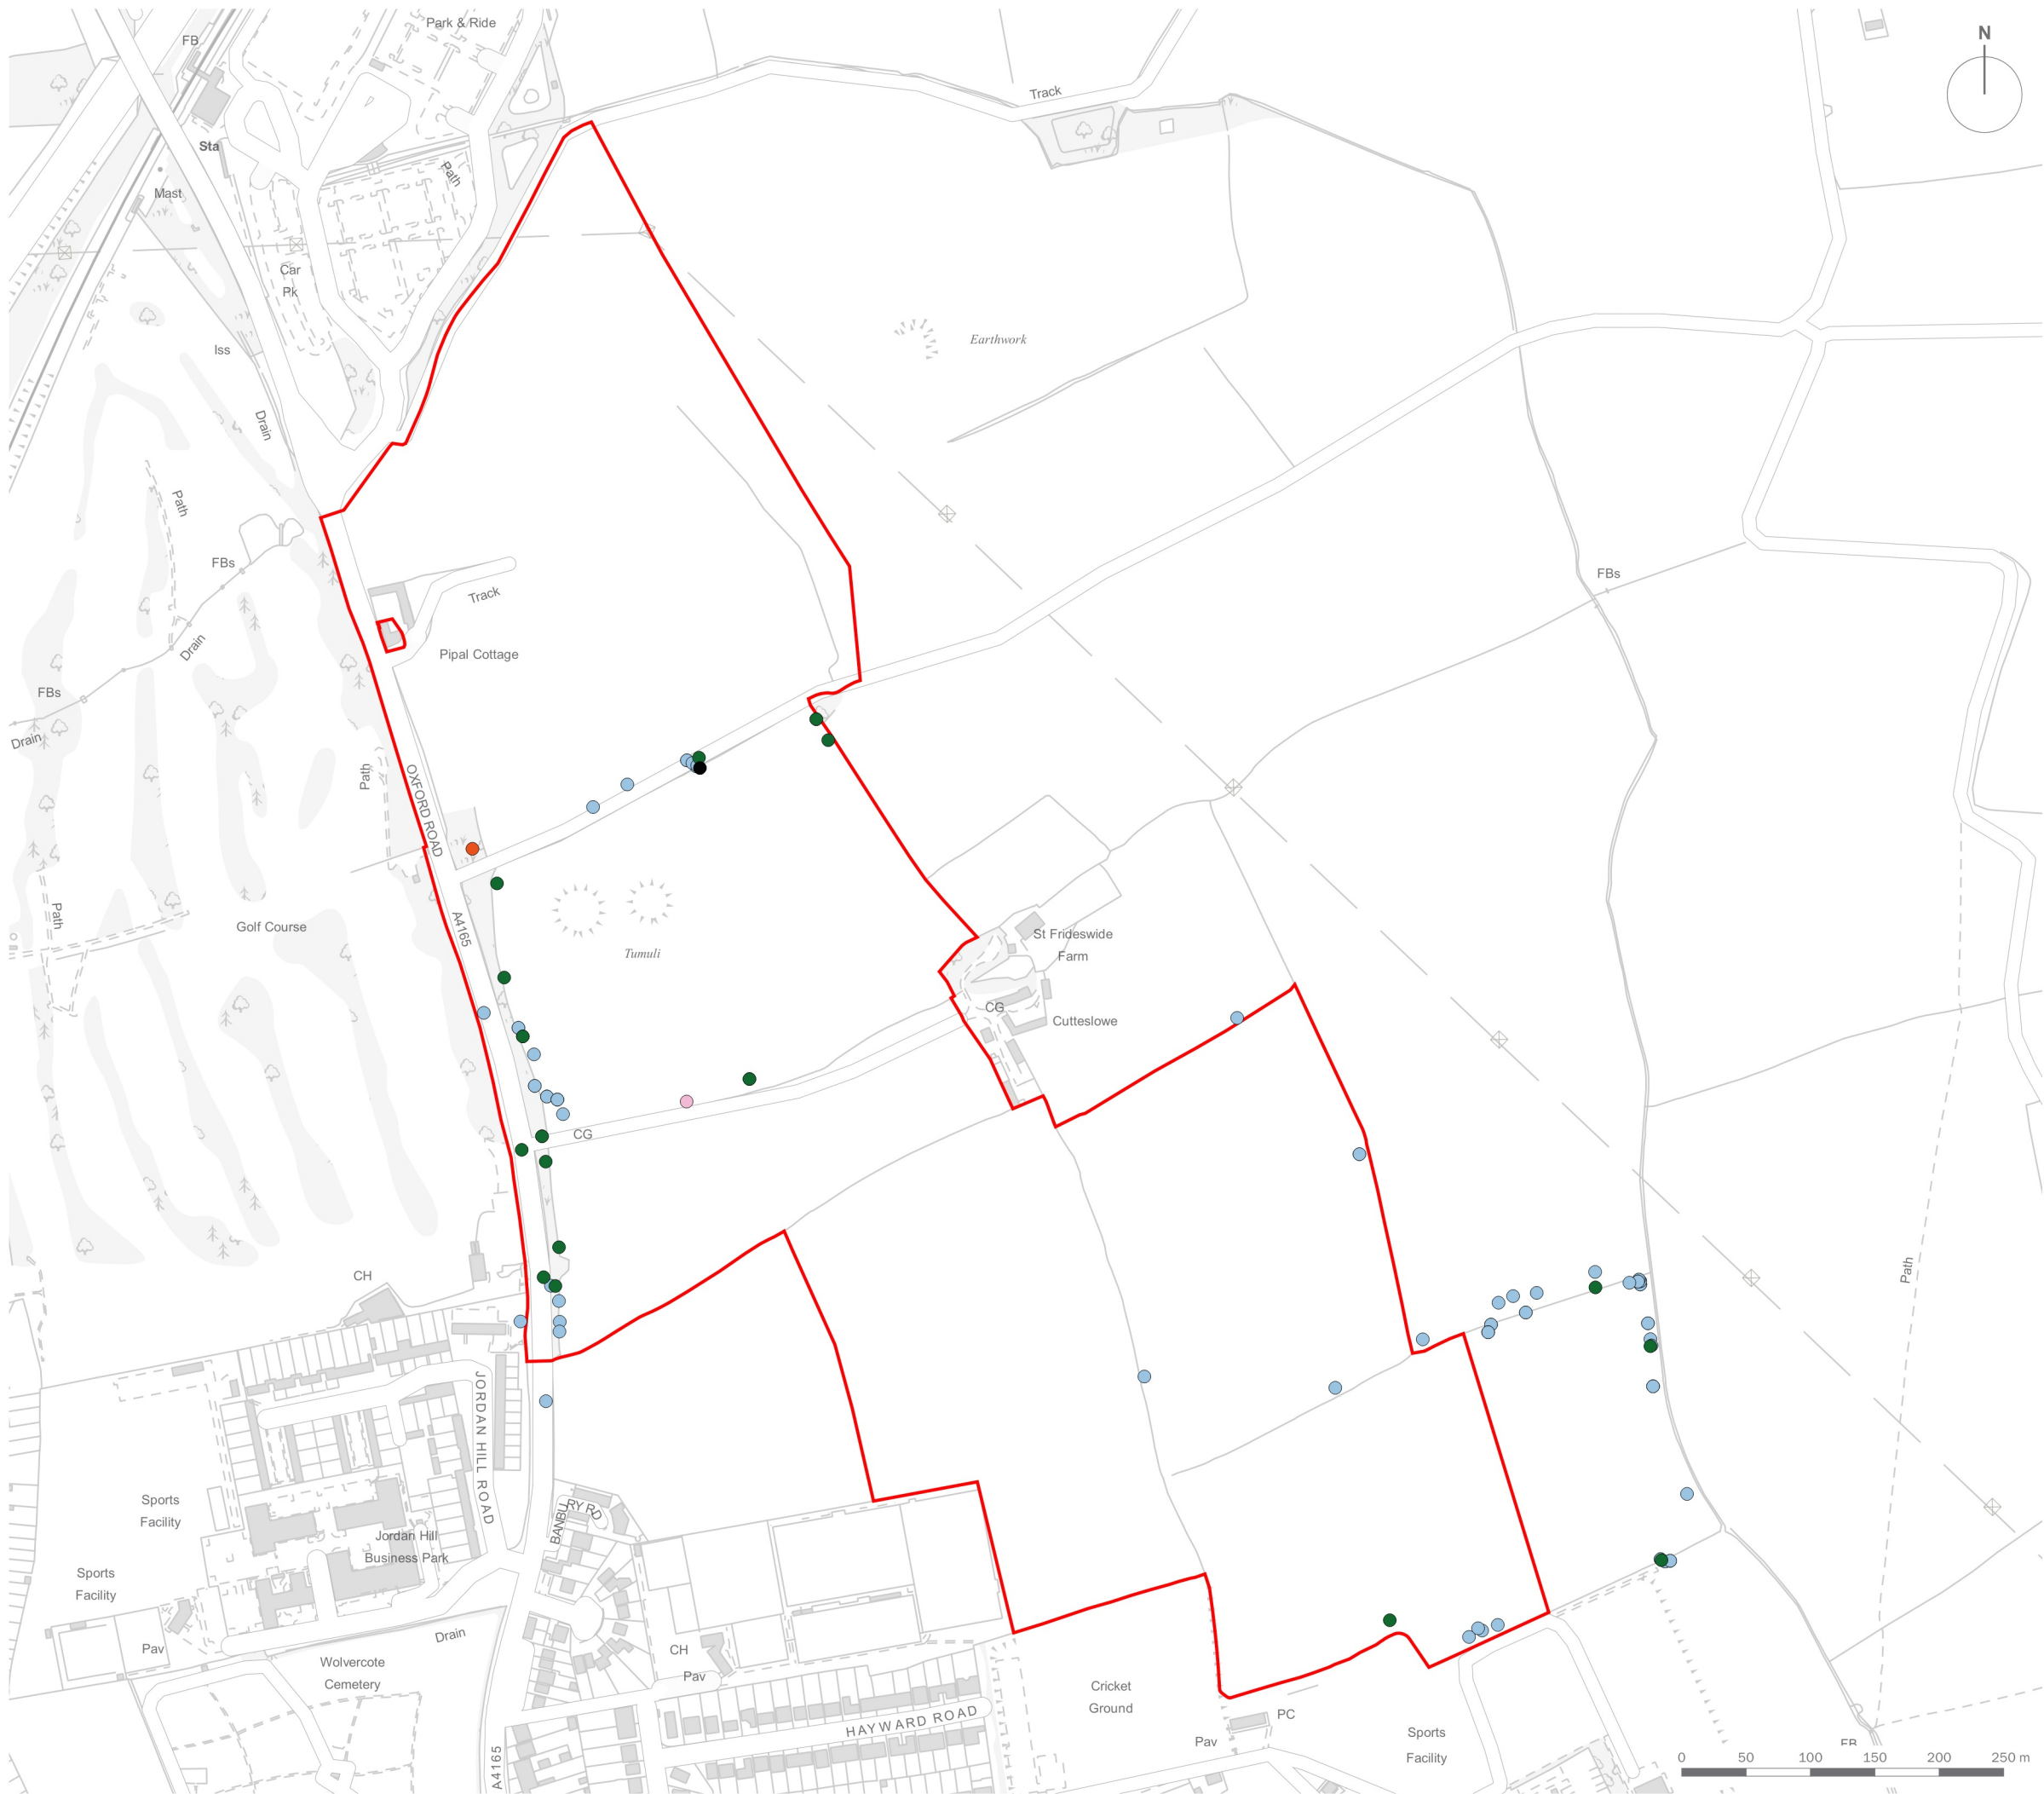 Park & Ride
FB
N
Track
Sta
Path
Mast
Car
Pk
Earthwork
Iss
Drain
Path
FBs
FBs
Track
Drain
Pipal Cottage
FBs
Drain
Path
OXFORD ROAD
Path
A4165
Golf Course
St Frideswide
Farm
Tumuli
CG
Cutteslowe
CG
Path
CH
JORDAN HILL ROAD
Sports
Facility
BANBU
RY RD
Jordan Hill
Business Park
Sports
Facility
Drain
Pav
CH
Wolvercote
Cemetery
Pav
Cricket
Ground
HAYWARD ROAD
PC
Pav
Sports
Facility
FB
A4165
0 50 100 150 200 250 m